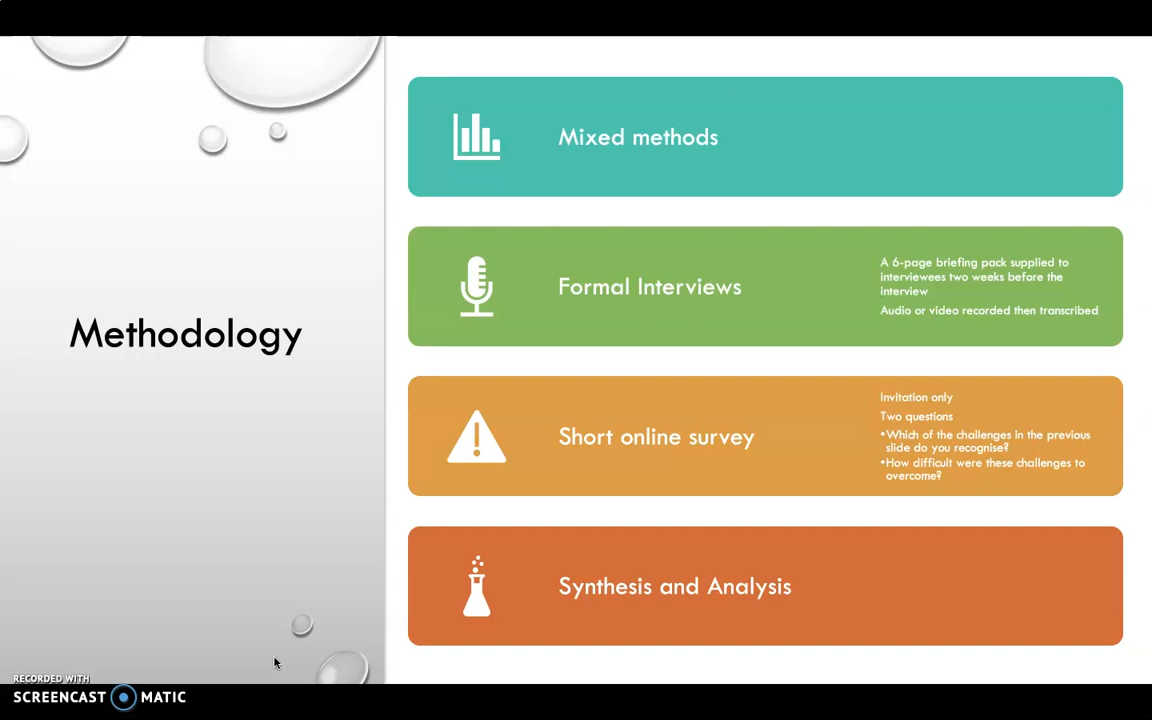 Methodology
Mixed methods
Formal Interviews
A 6-page briefing pack supplied to
interviewees two weeks before the
interview
Audio or video recorded then transcribed
Short online survey
Invitation only
Two questions
•Which of the challenges in the previous
slide do you recognise?
•How difficult were these challenges to
overcome?
Synthesis and Analysis
RECORDED WITH
SCREENCAST MATIC